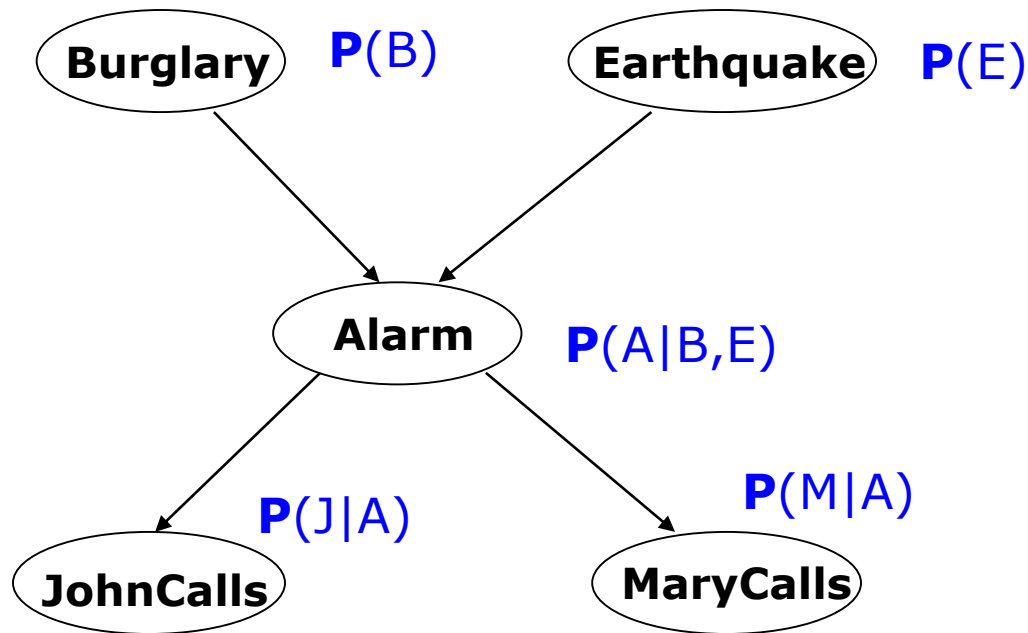 Burglary
P(B)
Earthquake
P(E)
Alarm
P(A|B,E)
P(J|A)
P(M|A)
JohnCalls
MaryCalls